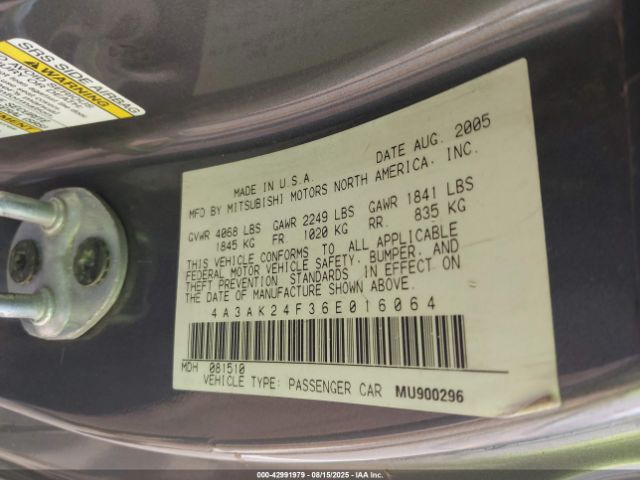 SRS SIDE AIRBAG
WARNING
MADE IN U.S.A. DATE AUG. 2005
MFD BY MITSUBISHI MOTORS NORTH AMERICA, INC.
GVWR 4068 LBS GAWR 2249 LBS GAWR 1841 LBS
1845 KG FR. 1020 KG RR. 835 KG
THIS VEHICLE CONFORMS TO ALL APPLICABLE
FEDERAL MOTOR VEHICLE SAFETY, BUMPER, AND
THEFT PREVENTION STANDARDS IN EFFECT ON
THE DATE OF MANUFACTURE SHOWN ABOVE.
4A3AK24F36E016064
MDH 081510
VEHICLE TYPE: PASSENGER CAR MU900296
00-42991979 - 08/15/2025 - IAA Inc.